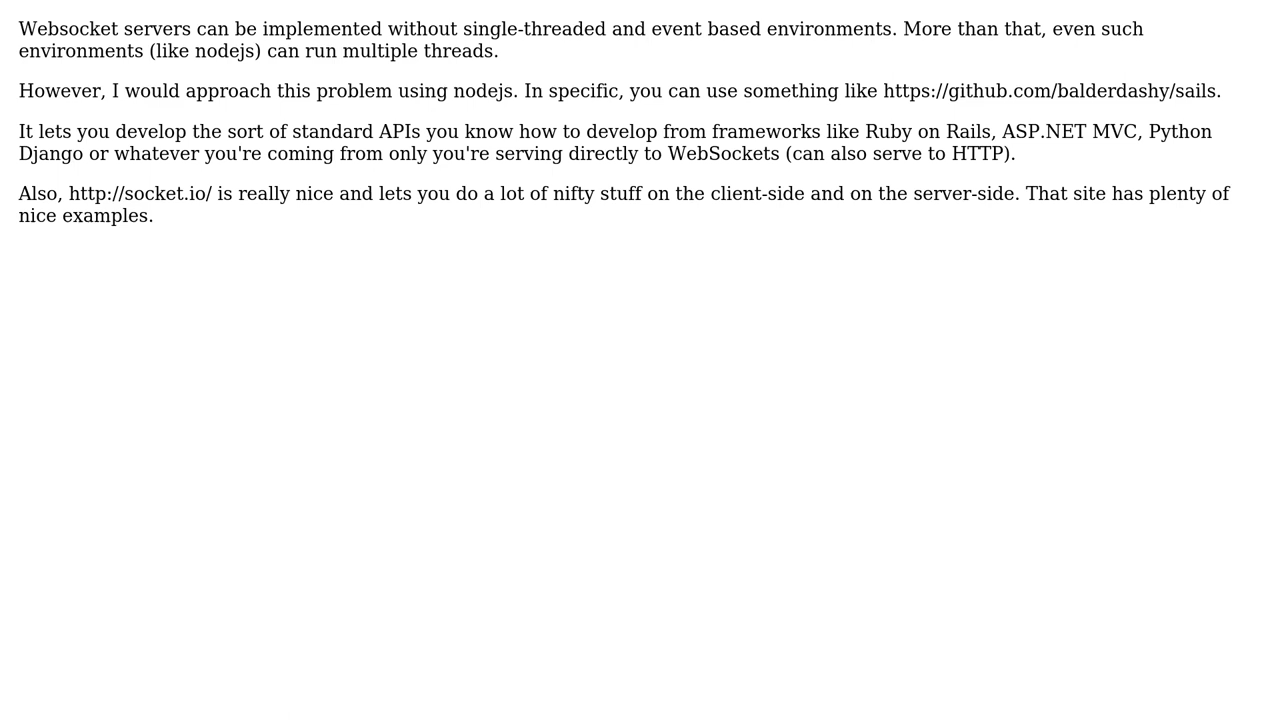 Websocket servers can be implemented without single-threaded and event based environments. More than that, even such
environments (like nodejs) can run multiple threads.
However, I would approach this problem using nodejs. In specific, you can use something like https://github.com/balderdashy/sails.
It lets you develop the sort of standard APIs you know how to develop from frameworks like Ruby on Rails, ASP.NET MVC, Python
Django or whatever you're coming from only you're serving directly to WebSockets (can also serve to HTTP).
Also, http://socket.io/ is really nice and lets you do a lot of nifty stuff on the client-side and on the server-side. That site has plenty of
nice examples.